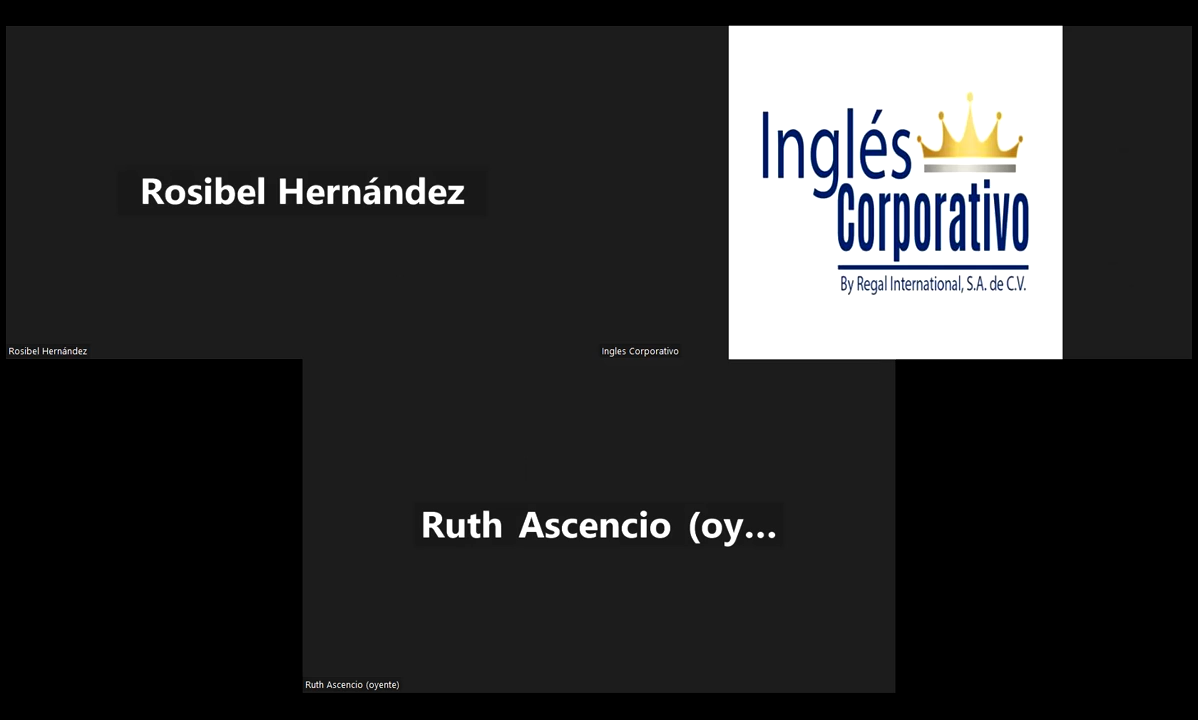 Rosibel Hernández
Inglés
Corporativo
By Regal International, S.A. de C.V.
Rosibel Hernández
Ingles Corporativo
Ruth Ascencio (oy...
Ruth Ascencio (oyente)